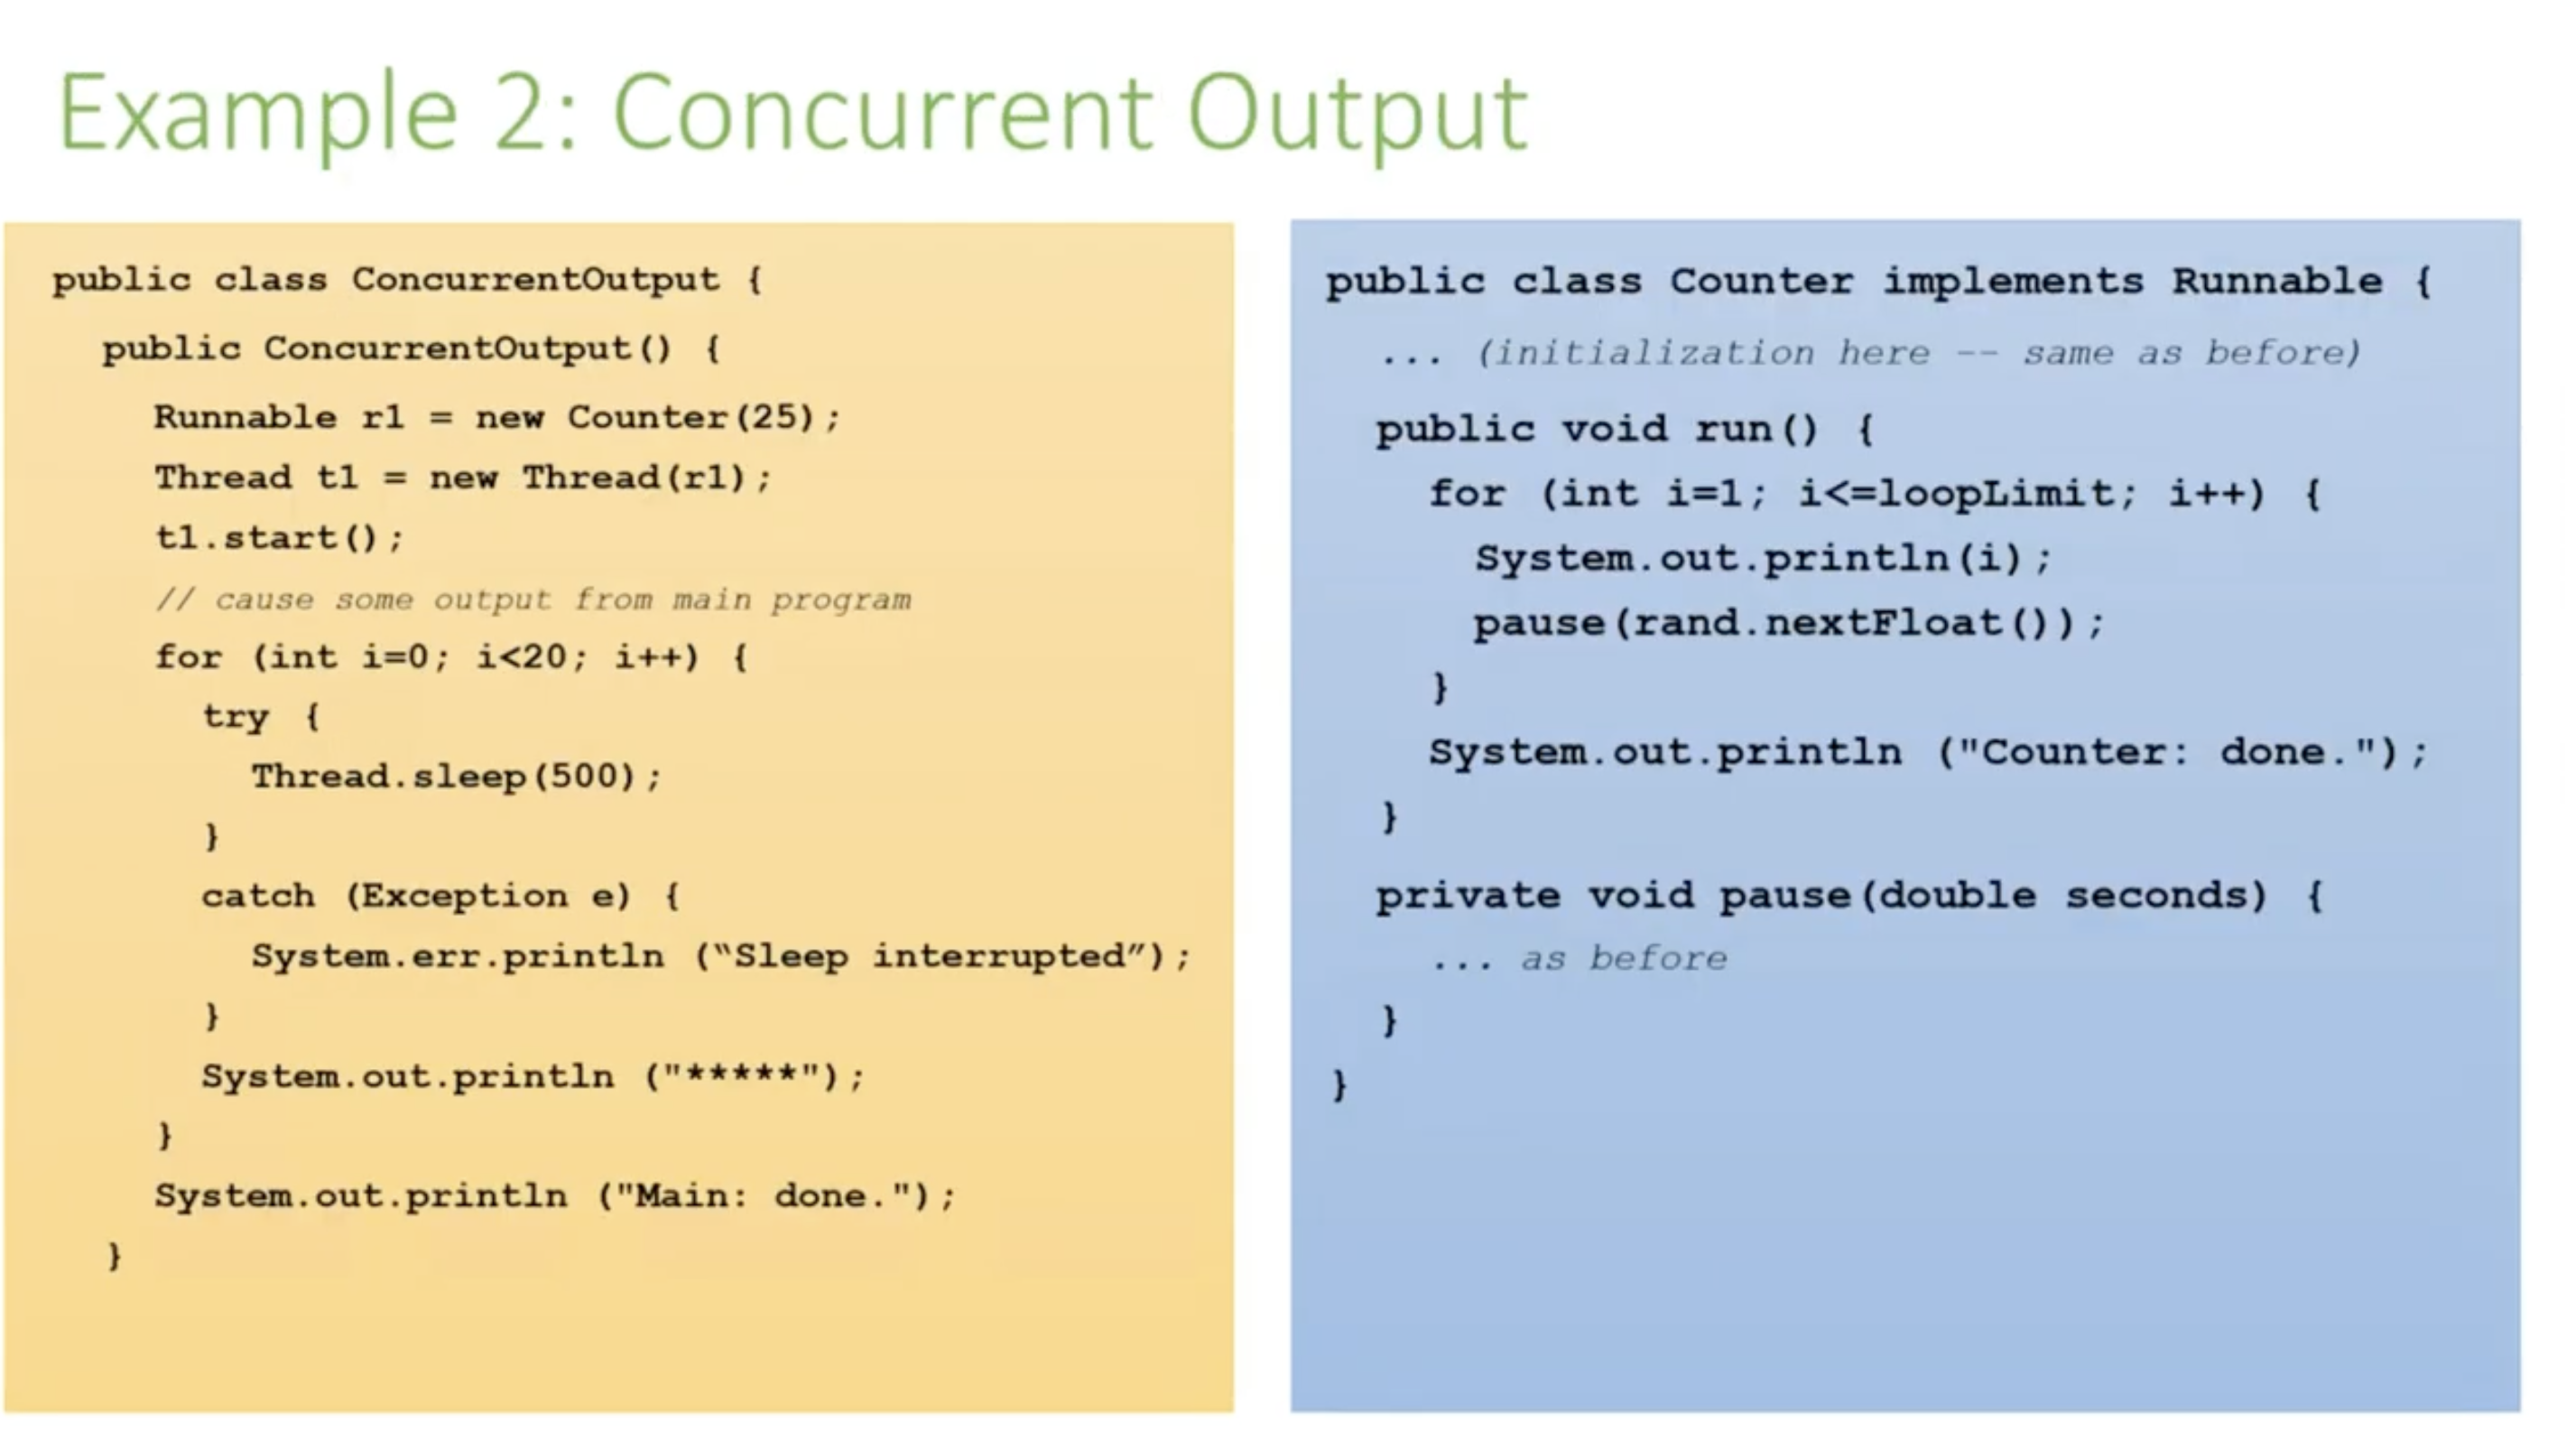 Example 2: Concurrent Output
public class ConcurrentOutput {
public ConcurrentOutput() {
Runnable r1 = new Counter(25);
Thread t1 = new Thread(r1);
t1.start();
// cause some output from main program
for (int i=0; i<20; i++) {
try {
Thread.sleep(500);
}
catch (Exception e) {
System.err.println (“Sleep interrupted”);
}
System.out.println ("*****");
}
System.out.println ("Main: done.");
}
public class Counter implements Runnable {
... (initialization here -- same as before)
public void run() {
for (int i=1; i<=loopLimit; i++) {
System.out.println(i);
pause(rand.nextFloat());
}
System.out.println ("Counter: done.");
}
private void pause(double seconds) {
... as before
}
}